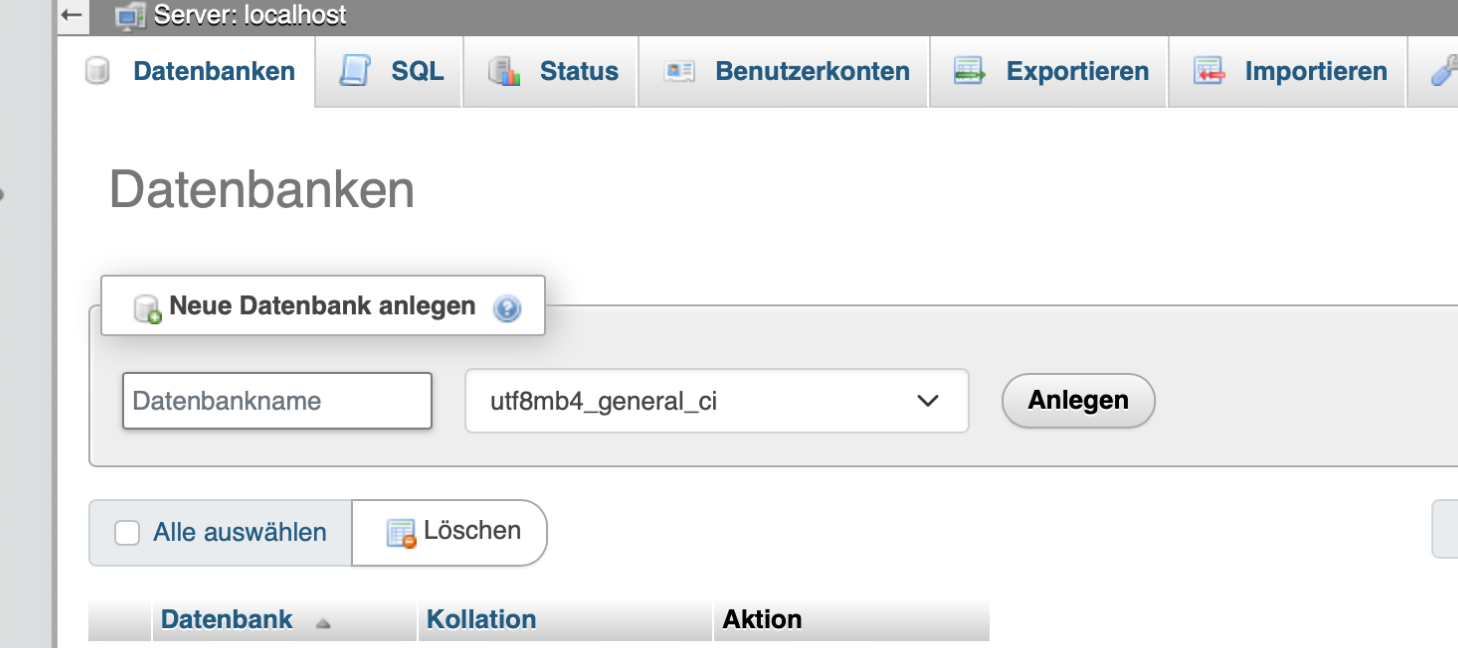 Server: localhost
Datenbanken SQL Status Benutzerkonten Exportieren Importieren
Datenbanken
Neue Datenbank anlegen
Datenbankname utf8mb4_general_ci Anlegen
Alle auswählen Löschen
Datenbank Kollation Aktion